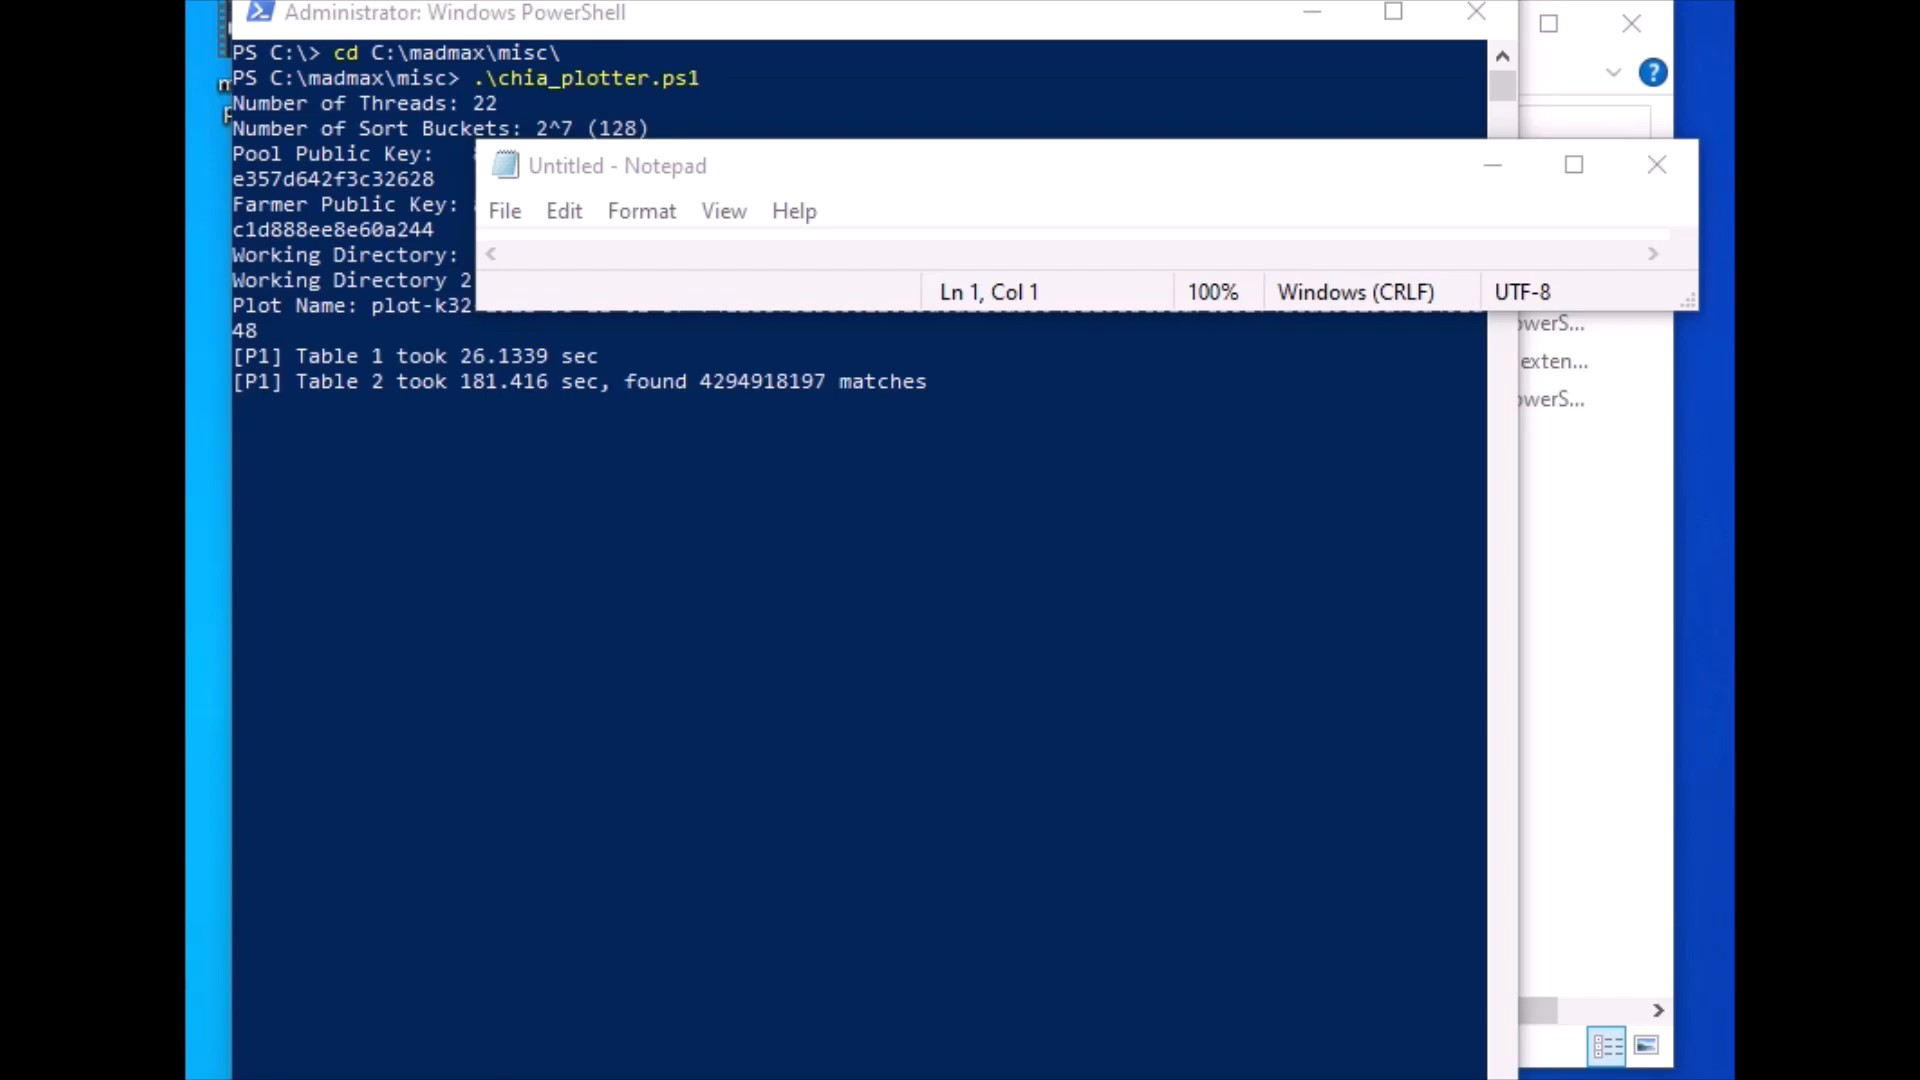 Administrator: Windows PowerShell
PS C:\> cd C:\madmax\misc\
PS C:\madmax\misc> .\chia_plotter.ps1
Number of Threads: 22
Number of Sort Buckets: 2^7 (128)
Pool Public Key:
e357d642f3c32628
Farmer Public Key:
c1d888ee8e60a244
Working Directory:
Working Directory 2
Plot Name: plot-k32
48
[P1] Table 1 took 26.1339 sec
[P1] Table 2 took 181.416 sec, found 4294918197 matches
Untitled - Notepad
File Edit Format View Help
Ln 1, Col 1 100% Windows (CRLF) UTF-8
owerS...
exten...
owerS...